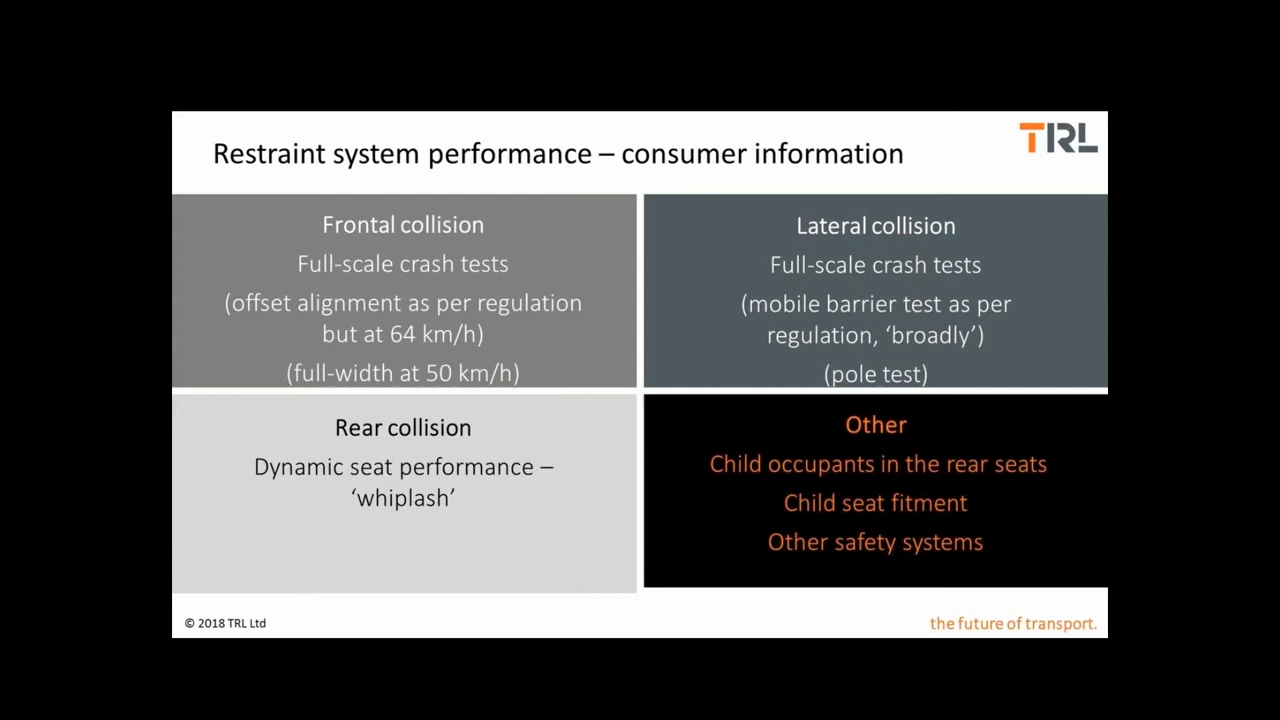 Restraint system performance – consumer information
TRL
Frontal collision
Full-scale crash tests
(offset alignment as per regulation
but at 64 km/h)
(full-width at 50 km/h)
Lateral collision
Full-scale crash tests
(mobile barrier test as per
regulation, ‘broadly’)
(pole test)
Rear collision
Dynamic seat performance –
‘whiplash’
Other
Child occupants in the rear seats
Child seat fitment
Other safety systems
© 2018 TRL Ltd
the future of transport.